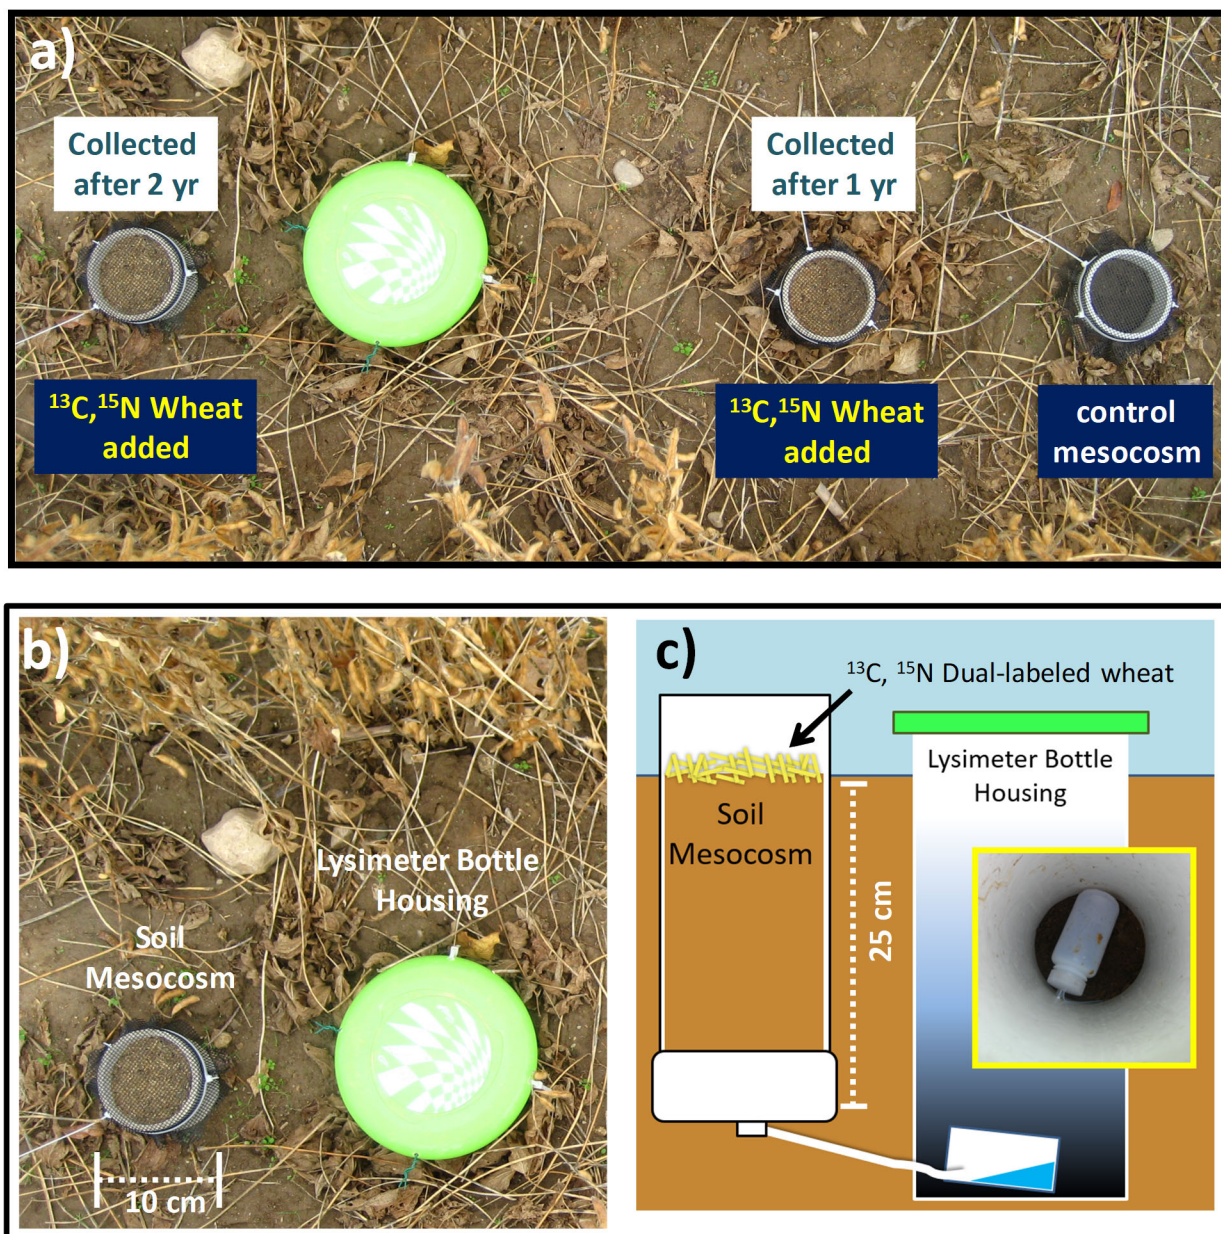 a)
Collected
after 2 yr
Collected
after 1 yr
¹³C,¹⁵N Wheat
added
¹³C,¹⁵N Wheat
added
control
mesocosm
b)
Lysimeter Bottle
Housing
Soil
Mesocosm
10 cm
c)
¹³C, ¹⁵N Dual-labeled wheat
Lysimeter Bottle
Housing
Soil
Mesocosm
25 cm